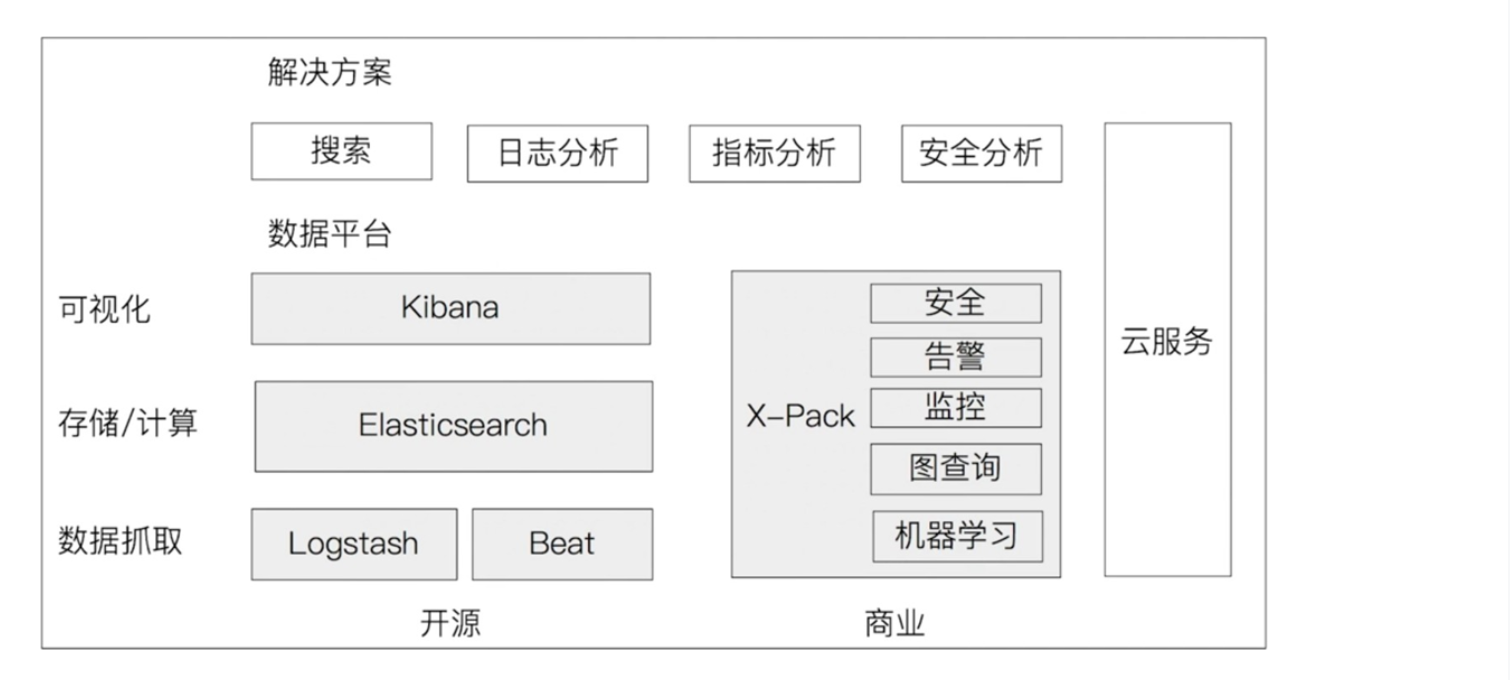 解决方案
搜索
日志分析
指标分析
安全分析
数据平台
可视化
Kibana
存储/计算
Elasticsearch
数据抓取
Logstash
Beat
X-Pack
安全
告警
监控
图查询
机器学习
云服务
开源
商业